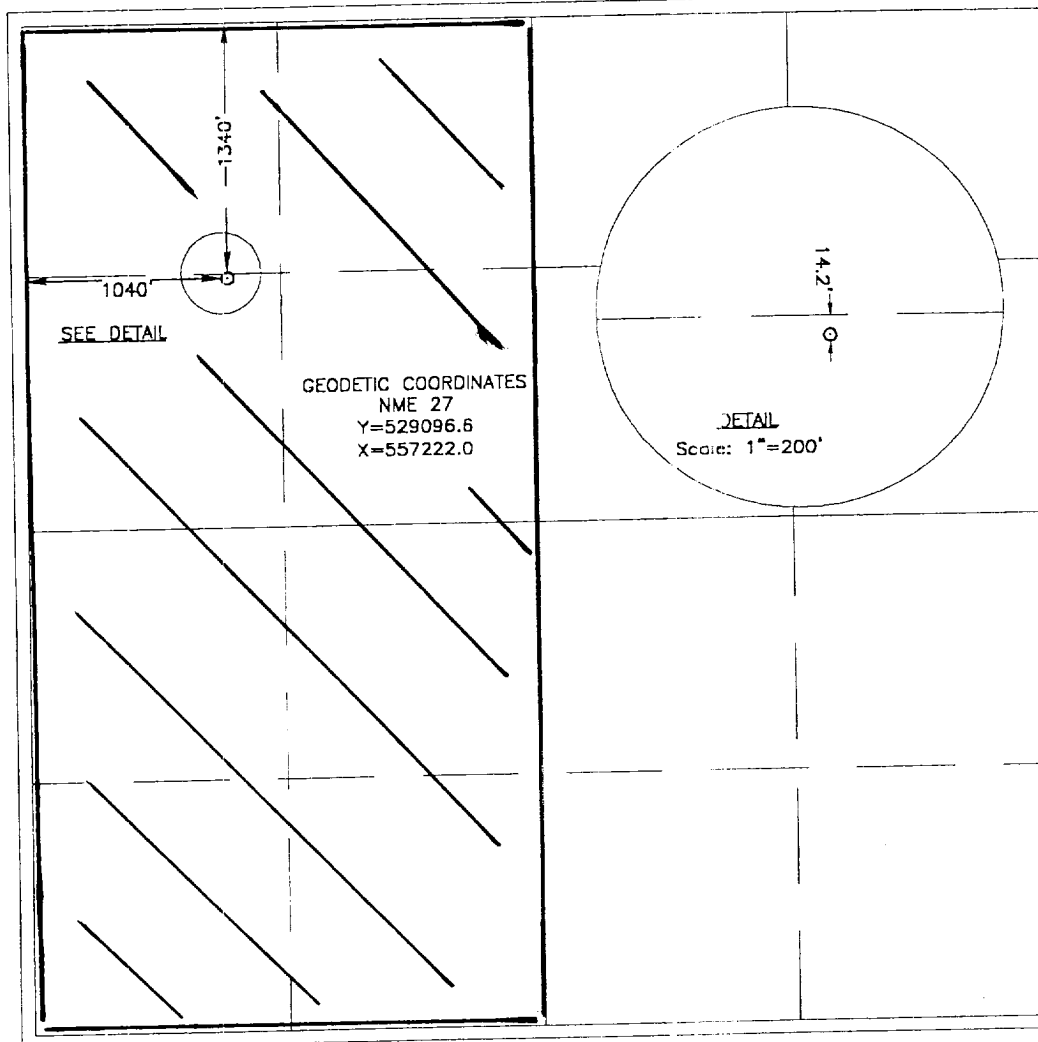 1340'
1040'
SEE DETAIL
GEODETIC COORDINATES
NME 27
Y=529096.6
X=557222.0
14.2'
DETAIL
Scale: 1"=200'